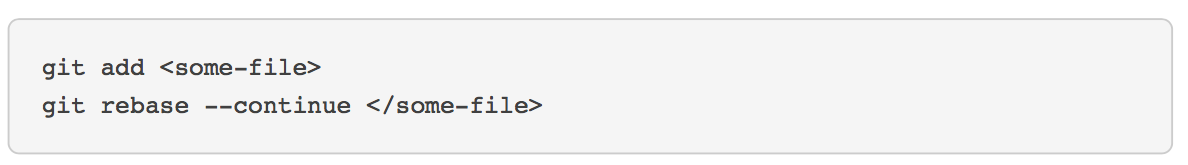 git add <some-file>
git rebase --continue </some-file>